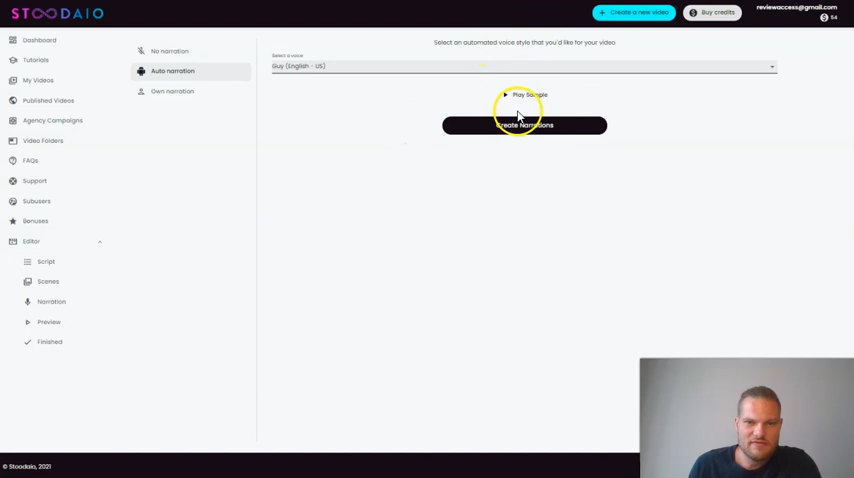 STOODAIO
+ Create a new video
Buy credits
reviewaccess@gmail.com
54
Dashboard
Tutorials
My Videos
Published Videos
Agency Campaigns
Video Folders
FAQs
Support
Subusers
Bonuses
Editor
Script
Scenes
Narration
Preview
Finished
No narration
Auto narration
Own narration
Select an automated voice style that you'd like for your video
Select a voice
Guy (English - US)
Play Sample
Create Narrations
© Stoodaio, 2021